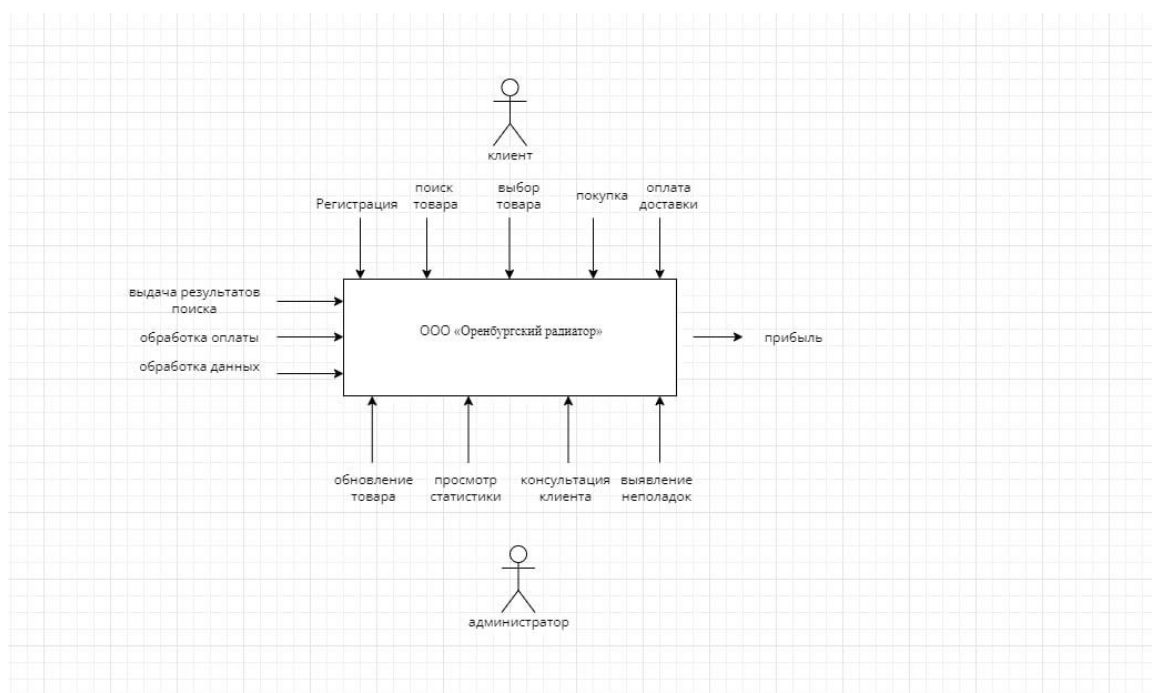 клиент
Регистрация
поиск
товара
выбор
товара
покупка
оплата
доставки
выдача результатов
поиска
обработка оплаты
обработка данных
ООО «Оренбургский радиатор»
прибыль
обновление
товара
просмотр
статистики
консультация
клиента
выявление
неполадок
администратор